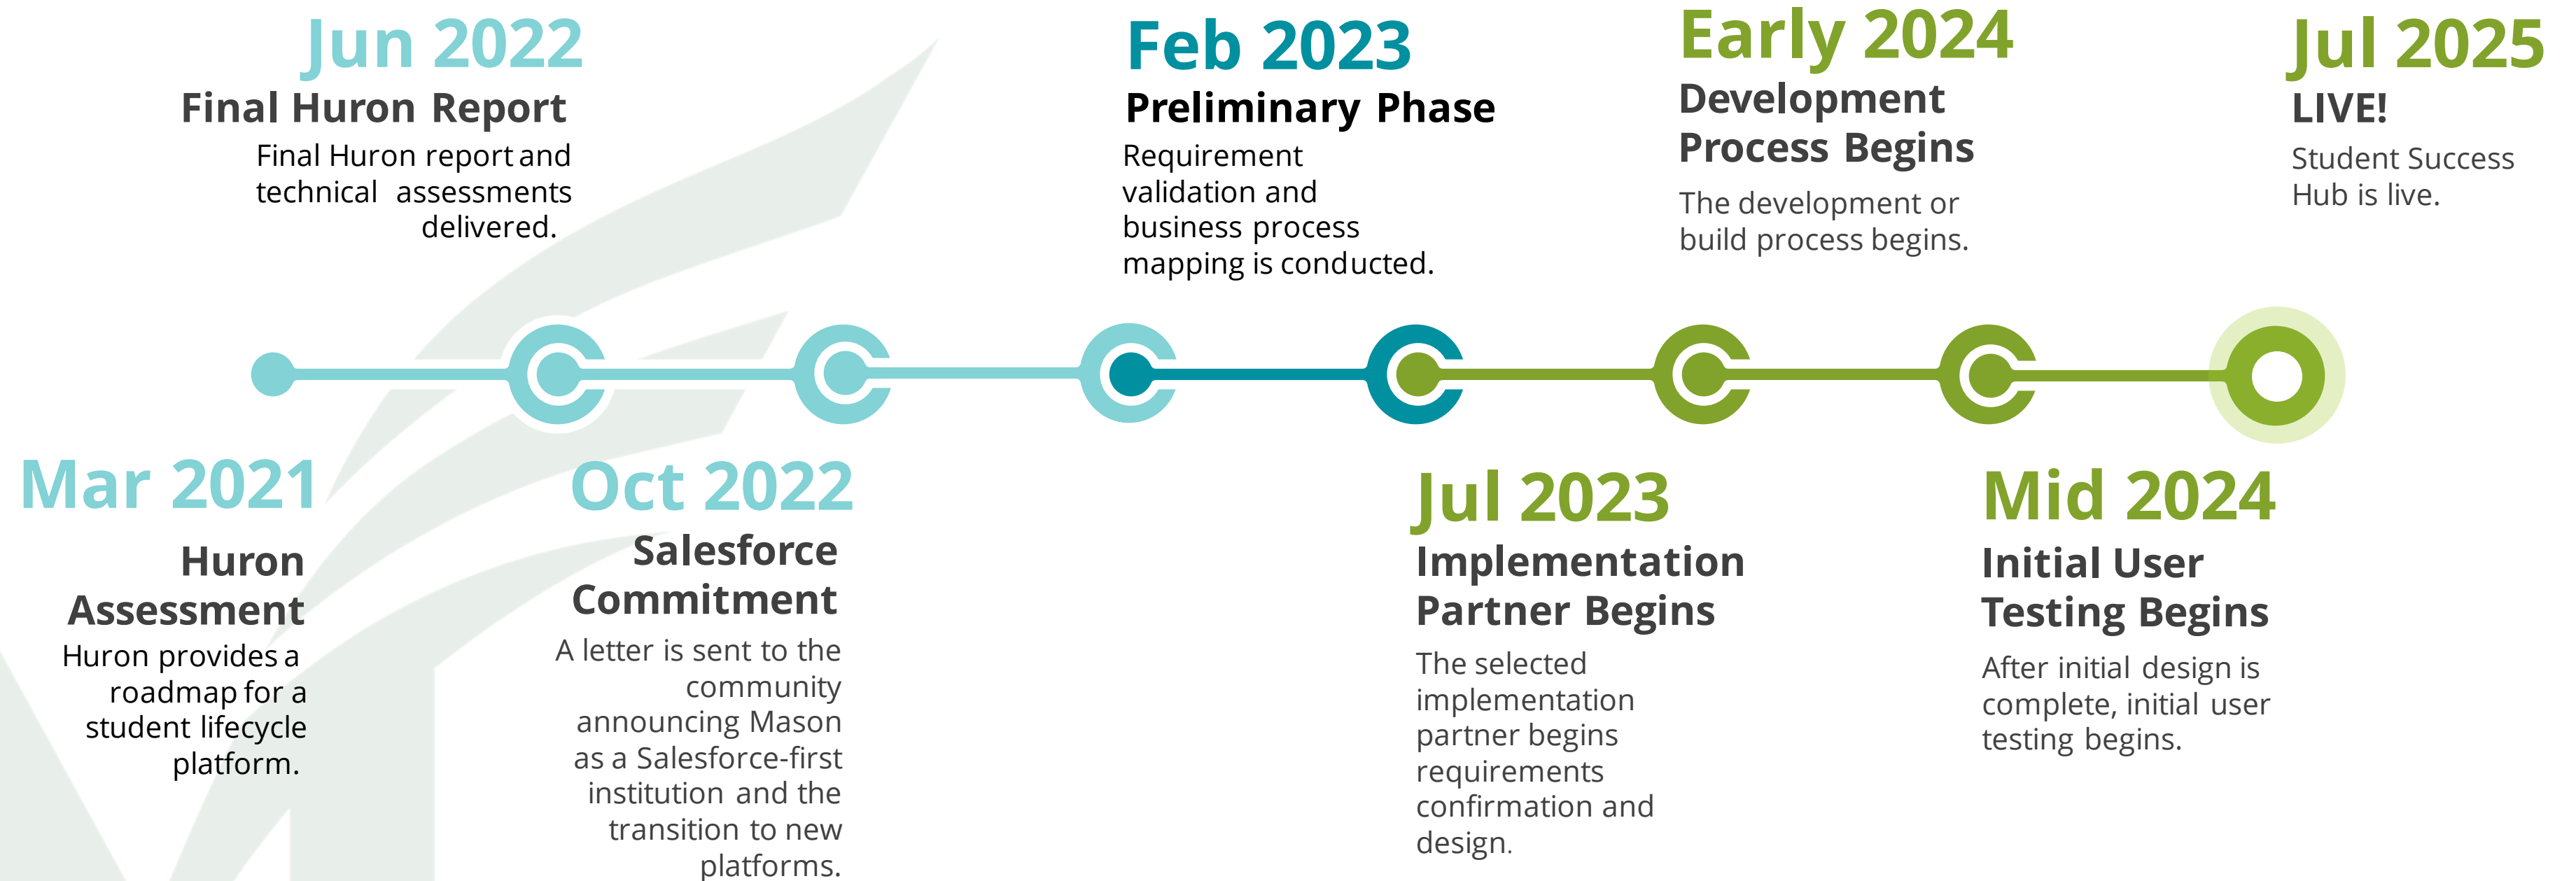 Jun 2022
Final Huron Report
Final Huron report and
technical assessments
delivered.
Feb 2023
Preliminary Phase
Requirement
validation and
business process
mapping is conducted.
Early 2024
Development
Process Begins
The development or
build process begins.
Jul 2025
LIVE!
Student Success
Hub is live.
Mar 2021
Huron
Assessment
Huron provides a
roadmap for a
student lifecycle
platform.
Oct 2022
Salesforce
Commitment
A letter is sent to the
community
announcing Mason
as a Salesforce-first
institution and the
transition to new
platforms.
Jul 2023
Implementation
Partner Begins
The selected
implementation
partner begins
requirements
confirmation and
design.
Mid 2024
Initial User
Testing Begins
After initial design is
complete, initial user
testing begins.